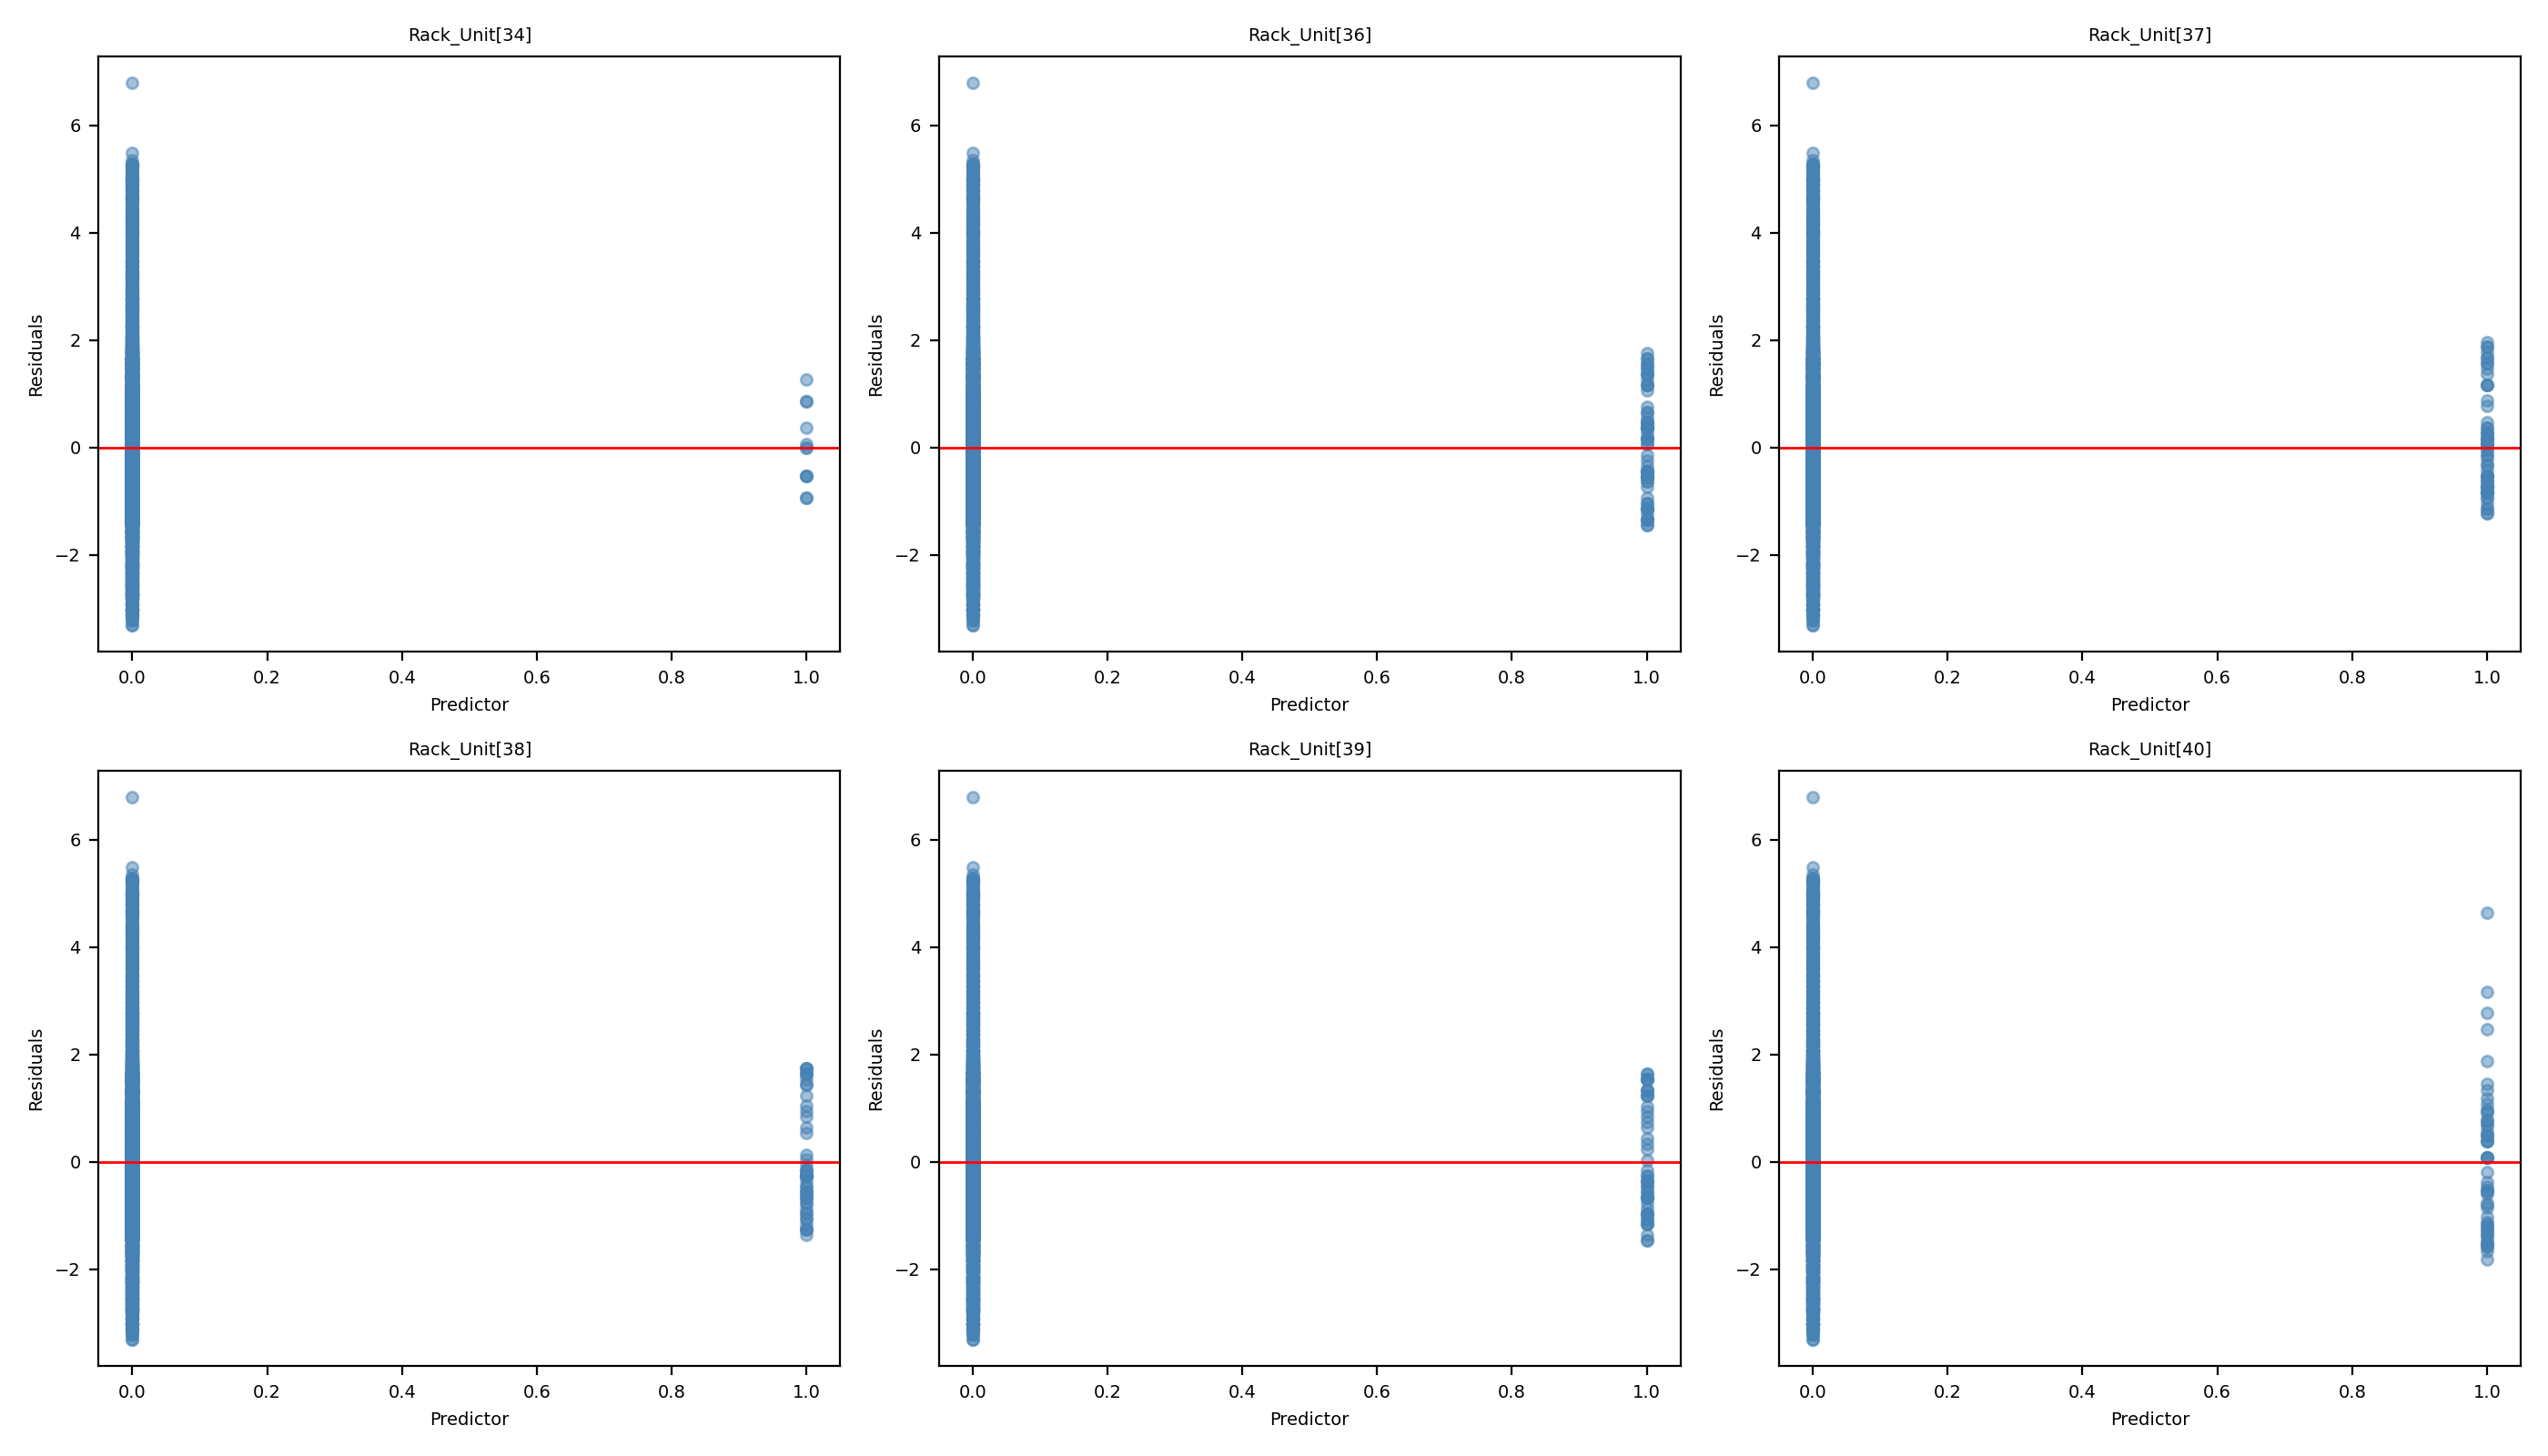 Rack_Unit[34]
Residuals
6
4
2
0
−2
0.0 0.2 0.4 0.6 0.8 1.0
Predictor
Rack_Unit[36]
Residuals
6
4
2
0
−2
0.0 0.2 0.4 0.6 0.8 1.0
Predictor
Rack_Unit[37]
Residuals
6
4
2
0
−2
0.0 0.2 0.4 0.6 0.8 1.0
Predictor
Rack_Unit[38]
Residuals
6
4
2
0
−2
0.0 0.2 0.4 0.6 0.8 1.0
Predictor
Rack_Unit[39]
Residuals
6
4
2
0
−2
0.0 0.2 0.4 0.6 0.8 1.0
Predictor
Rack_Unit[40]
Residuals
6
4
2
0
−2
0.0 0.2 0.4 0.6 0.8 1.0
Predictor